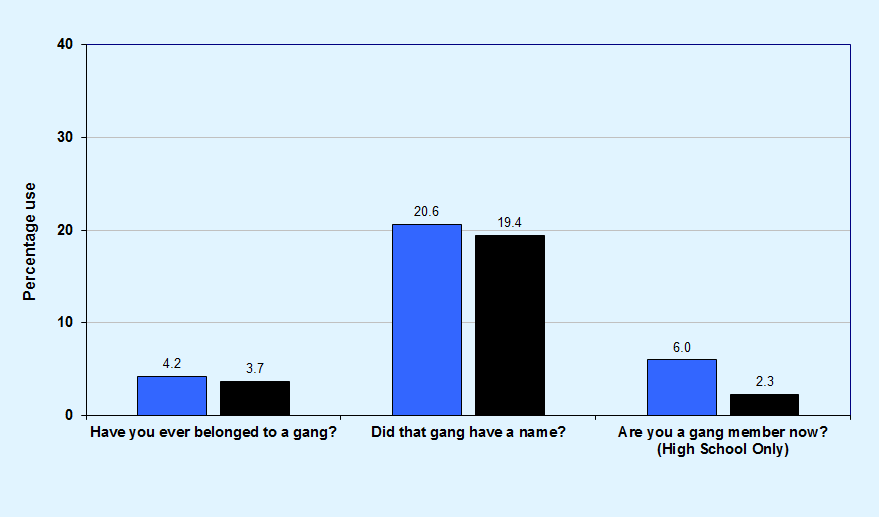 40
30
20
10
0
Percentage use
4.2
3.7
20.6
19.4
6.0
2.3
Have you ever belonged to a gang?
Did that gang have a name?
Are you a gang member now?
(High School Only)